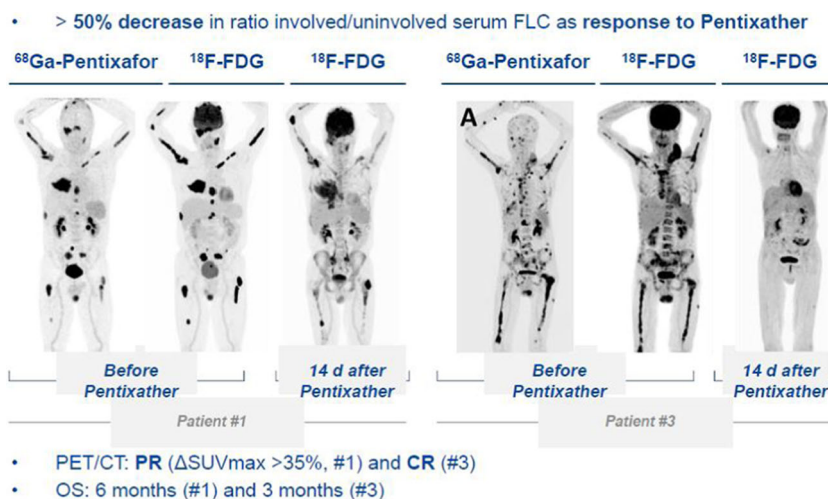 • > 50% decrease in ratio involved/uninvolved serum FLC as response to Pentixather
⁶⁸Ga-Pentixafor ¹⁸F-FDG ¹⁸F-FDG ⁶⁸Ga-Pentixafor ¹⁸F-FDG ¹⁸F-FDG
A
Before Pentixather
14 d after Pentixather
Before Pentixather
14 d after Pentixather
Patient #1
Patient #3
• PET/CT: PR (ΔSUVmax >35%, #1) and CR (#3)
• OS: 6 months (#1) and 3 months (#3)